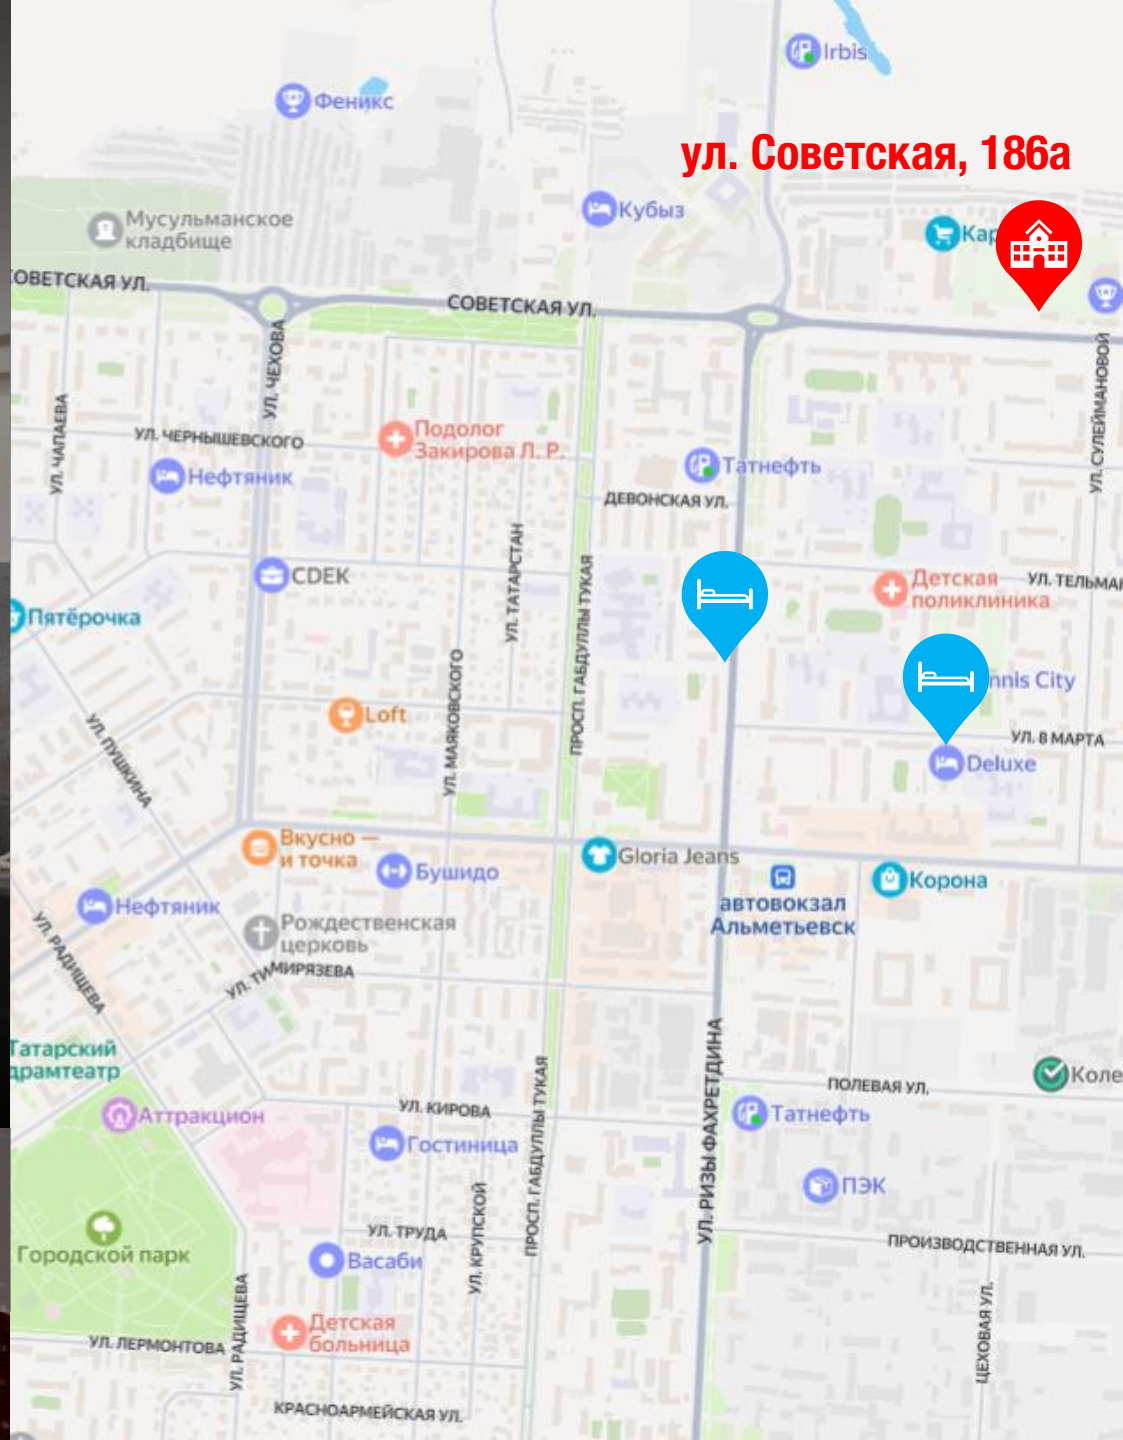 Irbis
Феникс
ул. Советская, 186а
Кубыз
Мусульманское
кладбище
Кар
СОВЕТСКАЯ УЛ.
СОВЕТСКАЯ УЛ.
УЛ. ЧЕХОВА
УЛ. СУЛЕЙМАНОВОЙ
УЛ. ЧАПАЕВА
УЛ. ЧЕРНЫШЕВСКОГО
Подолог
Закирова Л. Р.
Нефтяник
Татнефть
ДЕВОНСКАЯ УЛ.
CDEK
УЛ. ТАТАРСТАН
ПРОСП. ГАБДУЛЛЫ ТУКАЯ
Детская
поликлиника
УЛ. ТЕЛЬМАН
Пятёрочка
nnis City
УЛ. МАЯКОВСКОГО
Loft
УЛ. ПУШКИНА
УЛ. 8 МАРТА
Deluxe
Вкусно —
и точка
Бушидо
Gloria Jeans
автовокзал
Альметьевск
Корона
Нефтяник
Рождественская
церковь
УЛ. РАДИЩЕВА
УЛ. ТИМИРЯЗЕВА
Татарский
драмтеатр
УЛ. РИЗЫ ФАХРЕТДИНА
ПОЛЕВАЯ УЛ.
Коле
Аттракцион
УЛ. КИРОВА
Татнефть
Гостиница
ПРОСП. ГАБДУЛЛЫ ТУКАЯ
ПЭК
УЛ. КРУПСКОЙ
Городской парк
УЛ. ТРУДА
Васаби
ПРОИЗВОДСТВЕННАЯ УЛ.
УЛ. РАДИЩЕВА
Детская
больница
УЛ. ЛЕРМОНТОВА
ЦЕХОВАЯ УЛ.
КРАСНОАРМЕЙСКАЯ УЛ.